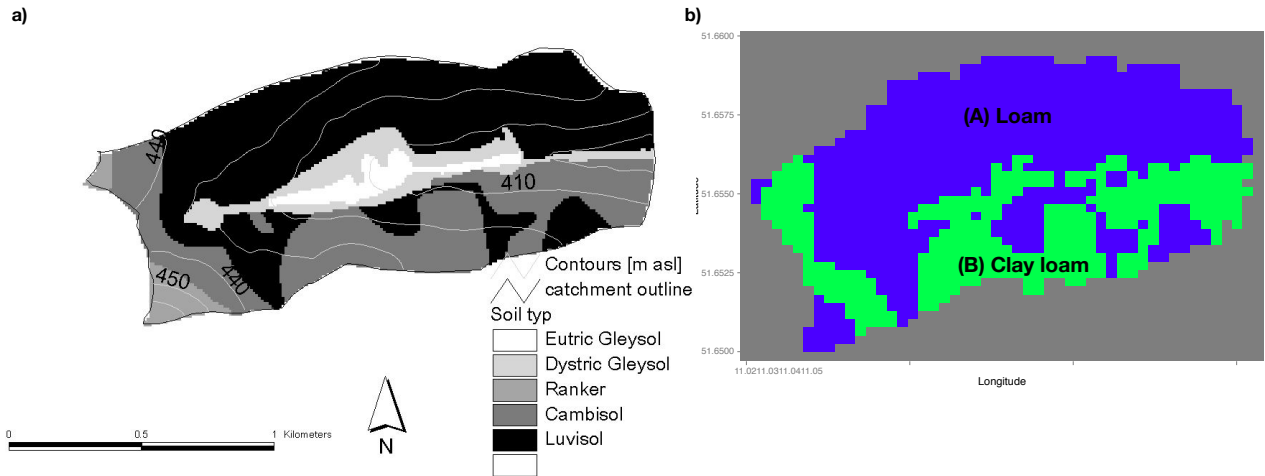 a)
440
410
450
440
Contours [m asl]
catchment outline
Soil typ
Eutric Gleysol
Dystric Gleysol
Ranker
Cambisol
Luvisol
0
0.5
1
Kilometers
N
b)
51.6600
51.6575
51.6550
51.6525
51.6500
(A) Loam
(B) Clay loam
11.0211.0311.0411.05
Longitude